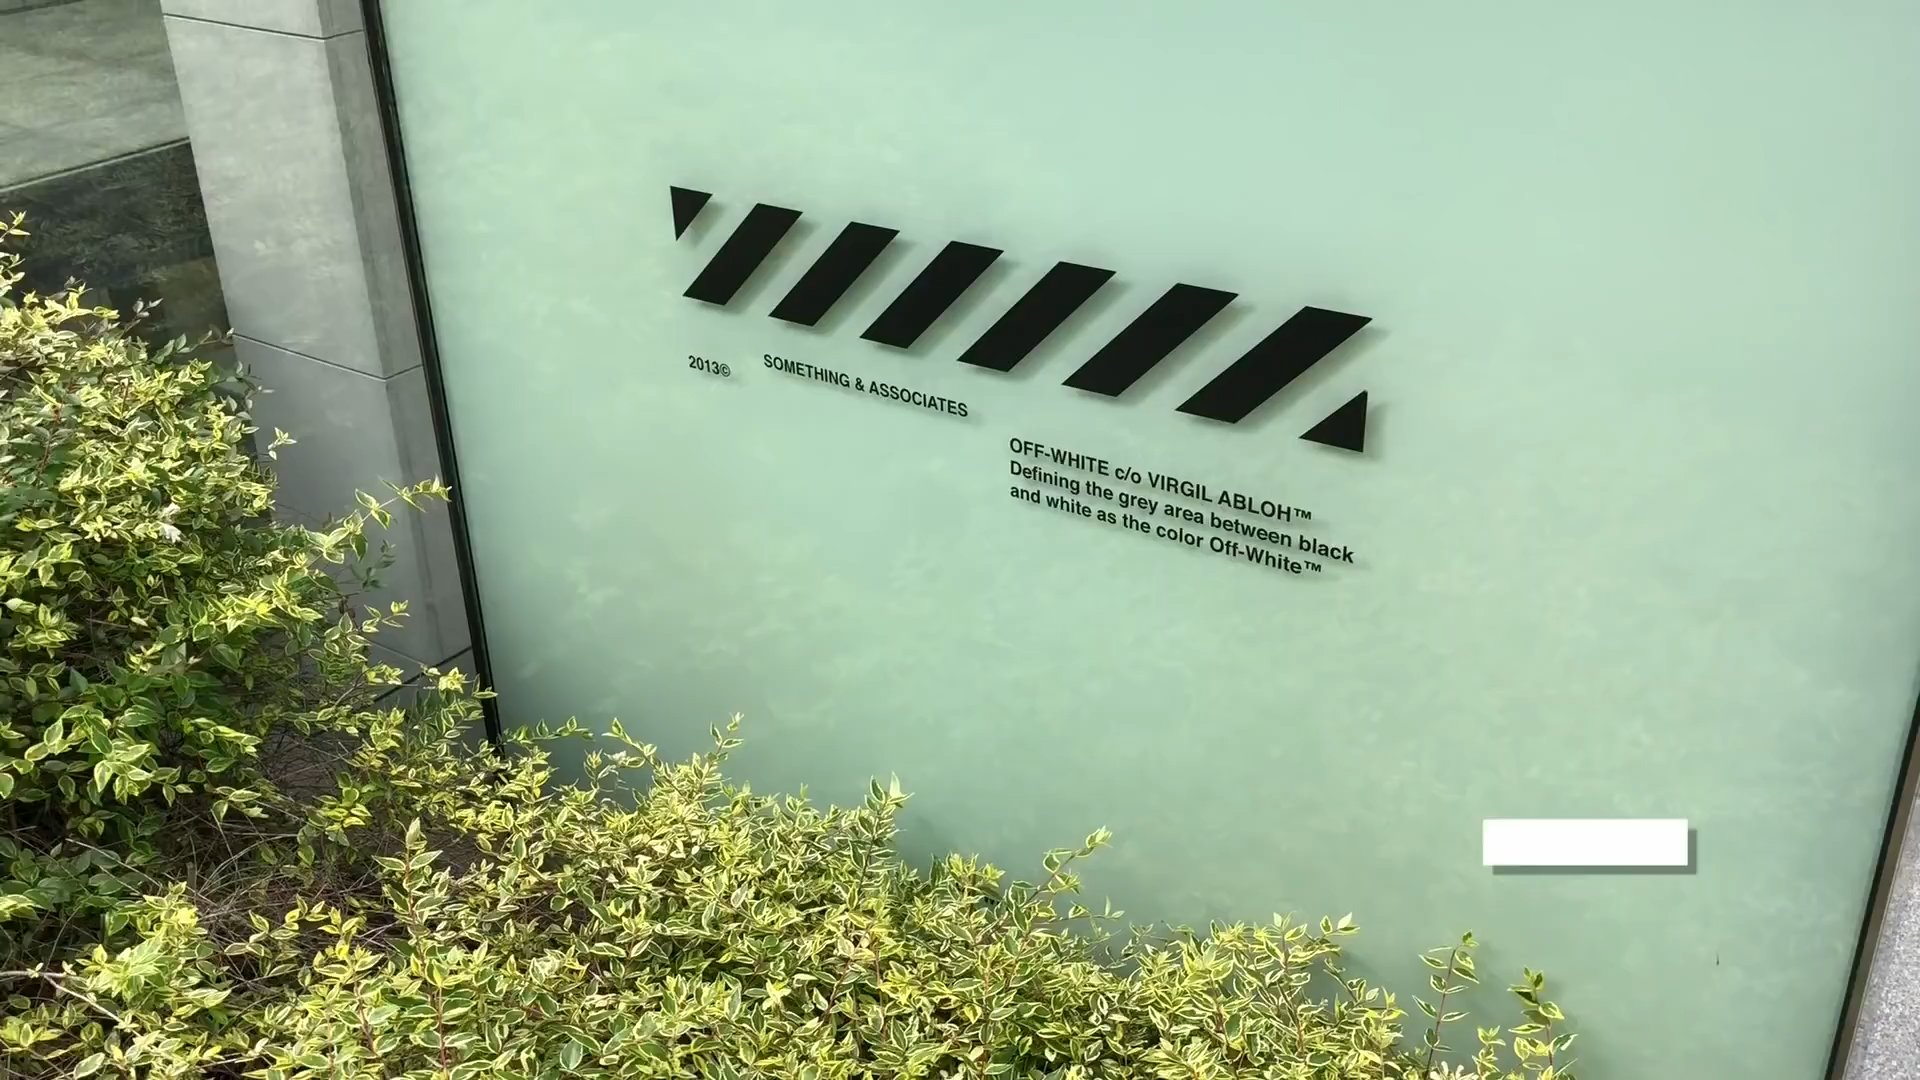 2013© SOMETHING & ASSOCIATES
OFF-WHITE c/o VIRGIL ABLOH™
Defining the grey area between black
and white as the color Off-White™